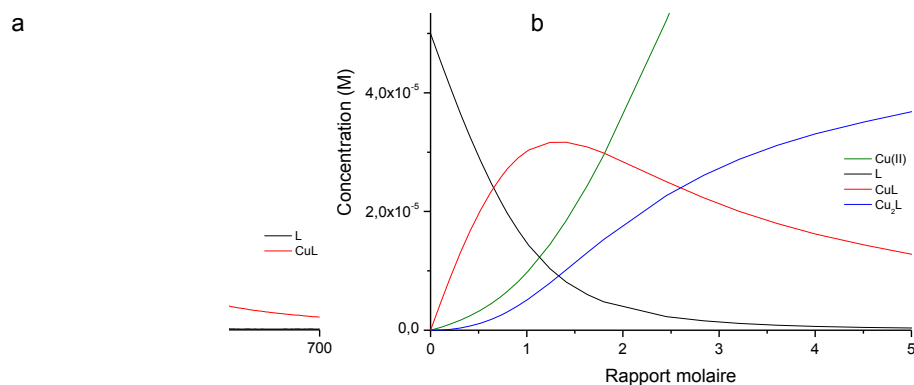 a
L
CuL
700
b
Concentration (M)
4,0x10⁻⁵
2,0x10⁻⁵
0,0
Cu(II)
L
CuL
Cu₂L
0 1 2 3 4 5
Rapport molaire